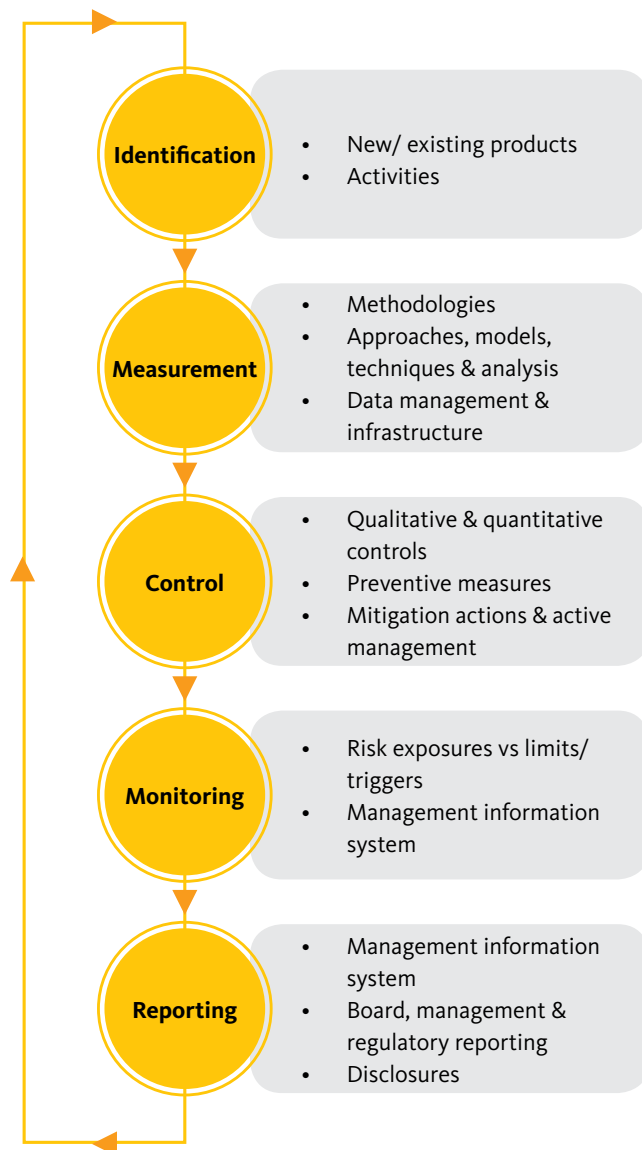 Identification
• New/ existing products
• Activities
Measurement
• Methodologies
• Approaches, models,
techniques & analysis
• Data management &
infrastructure
Control
• Qualitative & quantitative
controls
• Preventive measures
• Mitigation actions & active
management
Monitoring
• Risk exposures vs limits/
triggers
• Management information
system
Reporting
• Management information
system
• Board, management &
regulatory reporting
• Disclosures